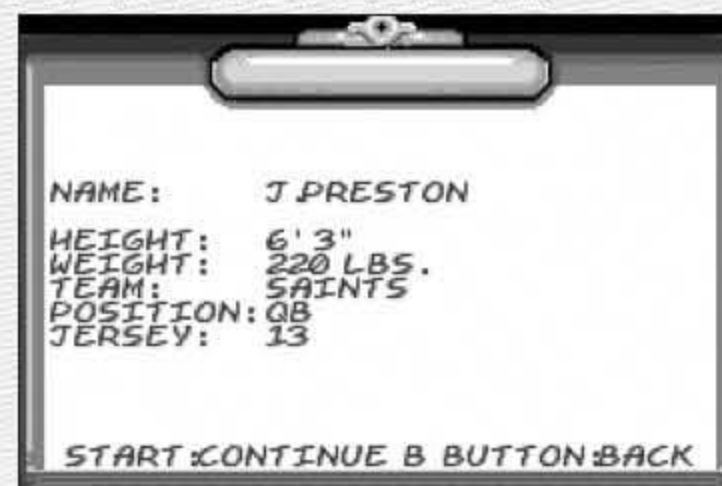 NAME: J.PRESTON
HEIGHT: 6'3"
WEIGHT: 220 LBS.
TEAM: SAINTS
POSITION: QB
JERSEY: 13
START:CONTINUE B BUTTON:BACK